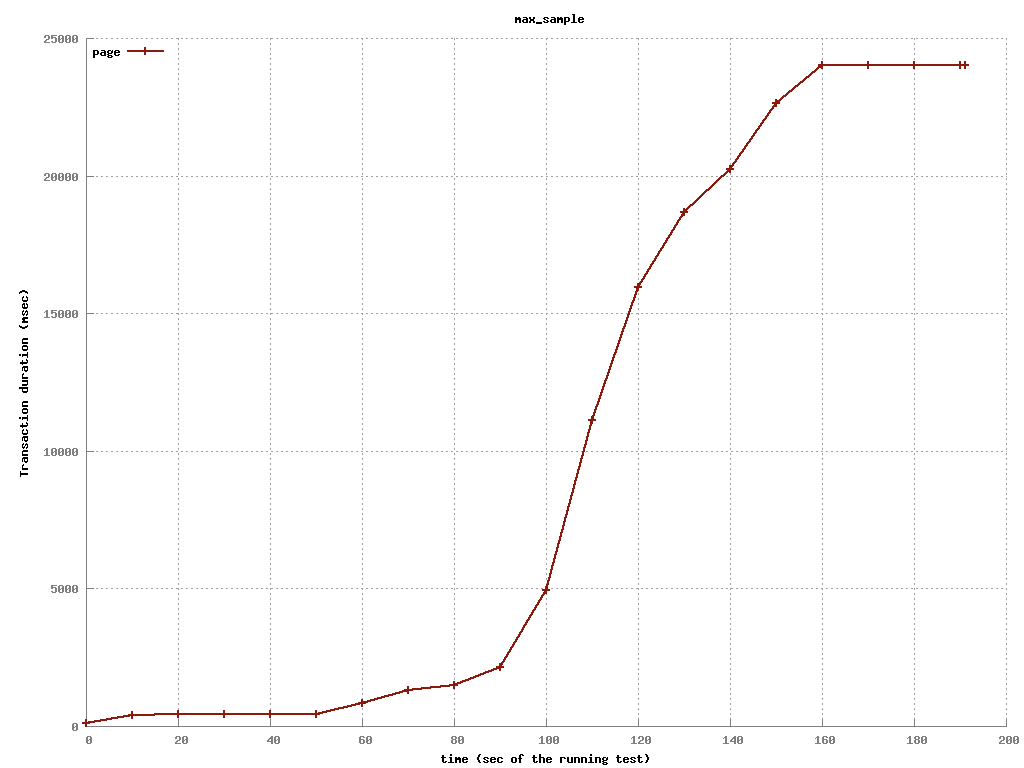 max_sample
page
25000
20000
15000
10000
5000
0
Transaction duration (msec)
0 20 40 60 80 100 120 140 160 180 200
time (sec of the running test)